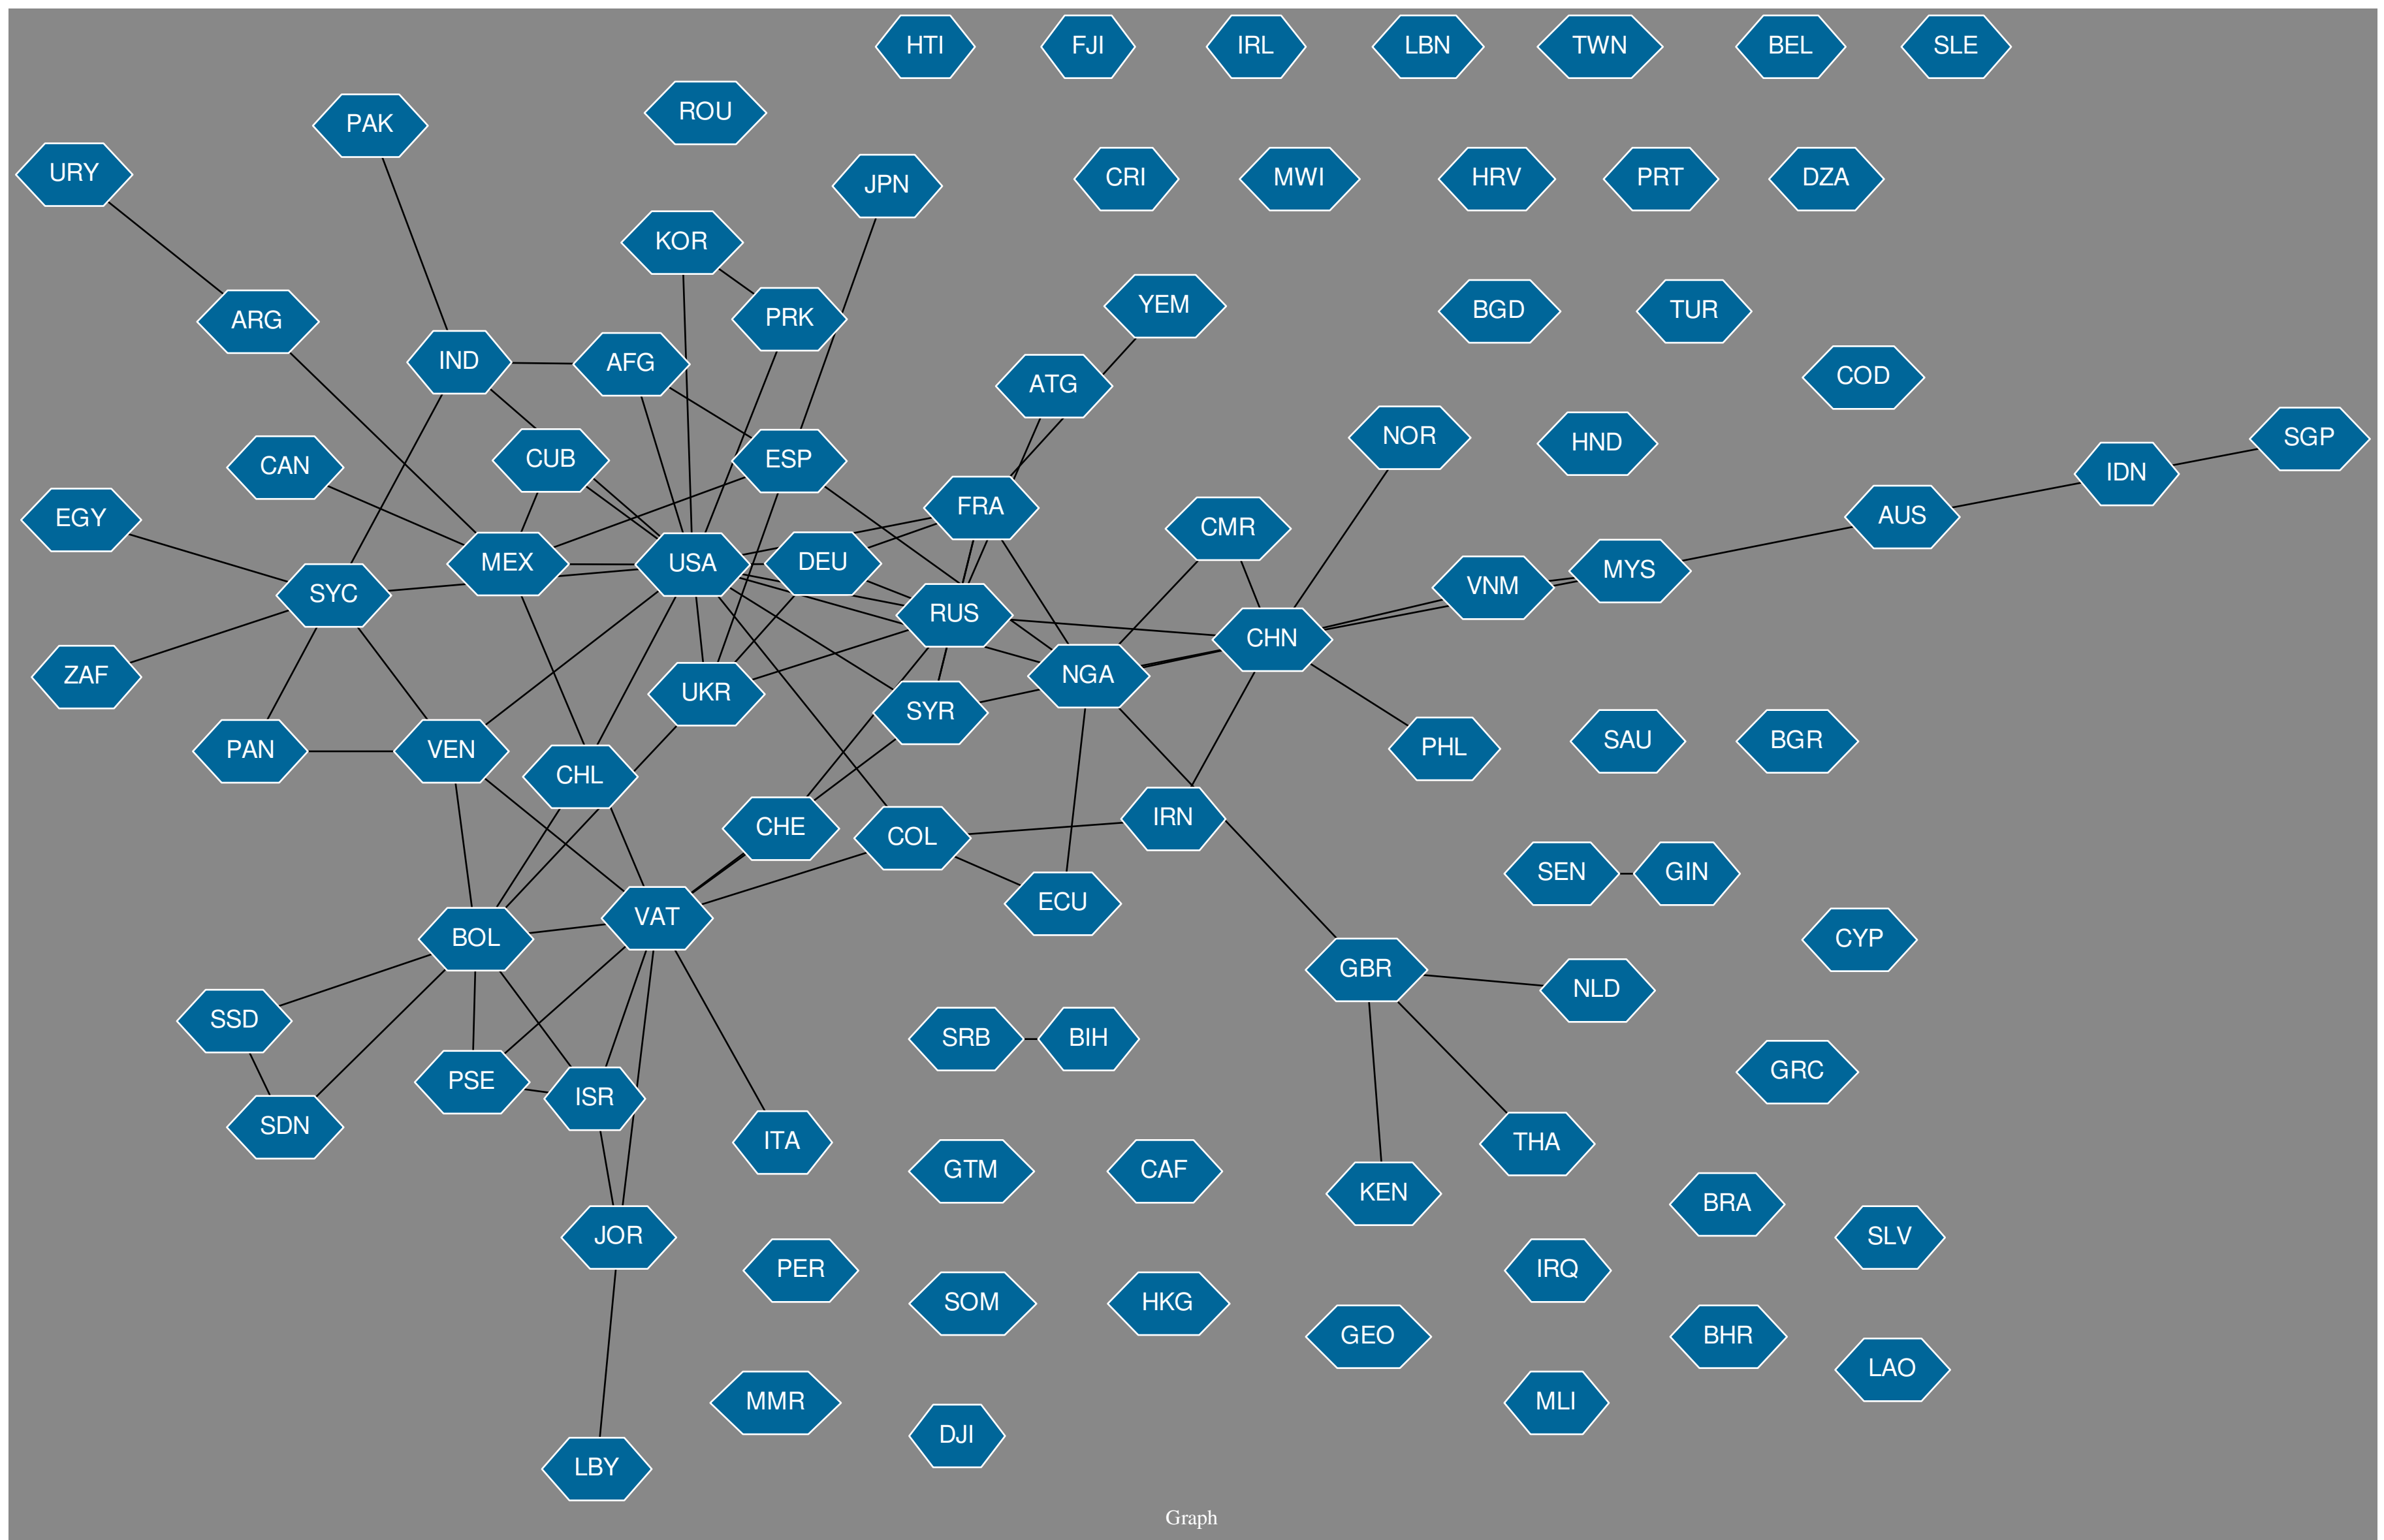 HTI
FJI
IRL
LBN
TWN
BEL
SLE
ROU
PAK
URY
JPN
CRI
MWI
HRV
PRT
DZA
KOR
YEM
BGD
TUR
ARG
PRK
IND
AFG
ATG
COD
NOR
HND
SGP
CAN
CUB
ESP
IDN
EGY
FRA
CMR
AUS
MEX
USA
DEU
VNM
MYS
SYC
RUS
CHN
ZAF
UKR
SYR
NGA
PAN
VEN
CHL
PHL
SAU
BGR
CHE
COL
IRN
SEN
GIN
BOL
VAT
ECU
CYP
GBR
NLD
SSD
SRB
BIH
GRC
PSE
ISR
SDN
ITA
THA
GTM
CAF
KEN
BRA
JOR
SLV
PER
IRQ
SOM
HKG
GEO
BHR
LAO
MMR
MLI
DJI
LBY
Graph